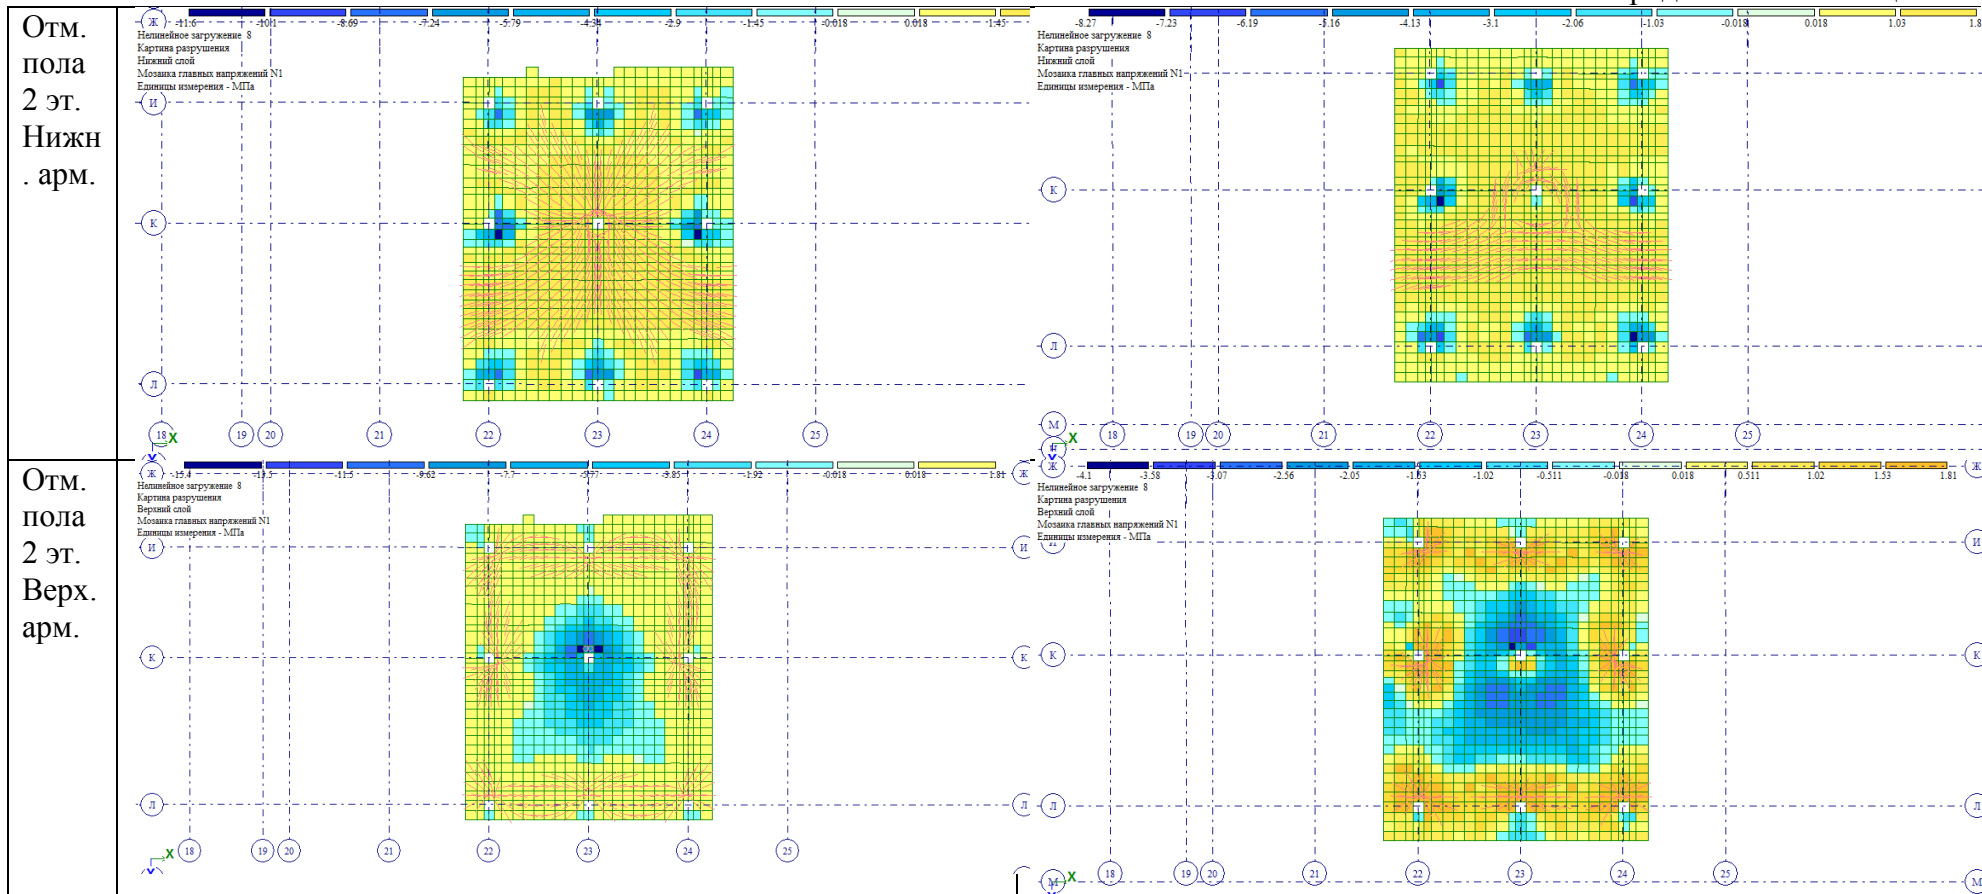 Отм.
пола
2 эт.
Нижн
. арм.
Ж
-11.6 -10.1 -8.69 -7.24 -5.79 -4.34 -2.9 -1.45 -0.018 0.018 1.45
Нелинейное загружение 8
Картина разрушения
Нижний слой
Мозаика главных напряжений N1
Единицы измерения - МПа
И
К
Л
18 19 20 21 22 23 24 25
X
Y
-8.27 -7.23 -6.19 -5.16 -4.13 -3.1 -2.06 -1.03 -0.018 0.018 1.03 1.8
Нелинейное загружение 8
Картина разрушения
Нижний слой
Мозаика главных напряжений N1
Единицы измерения - МПа
К
Л
М
18 19 20 21 22 23 24 25
X
Отм.
пола
2 эт.
Верх.
арм.
Ж Ж
-15.4 -13.5 -11.5 -9.62 -7.7 -5.77 -3.85 -1.92 -0.018 0.018 1.81
Нелинейное загружение 8
Картина разрушения
Верхний слой
Мозаика главных напряжений N1
Единицы измерения - МПа
И И
К К
Л Л
18 19 20 21 22 23 24 25
X
Y
Ж Ж
-4.1 -3.58 -3.07 -2.56 -2.05 -1.53 -1.02 -0.511 -0.018 0.018 0.511 1.02 1.53 1.81
Нелинейное загружение 8
Картина разрушения
Верхний слой
Мозаика главных напряжений N1
Единицы измерения - МПа
И
К К
Л Л
18 19 20 21 22 23 24 25
М X М